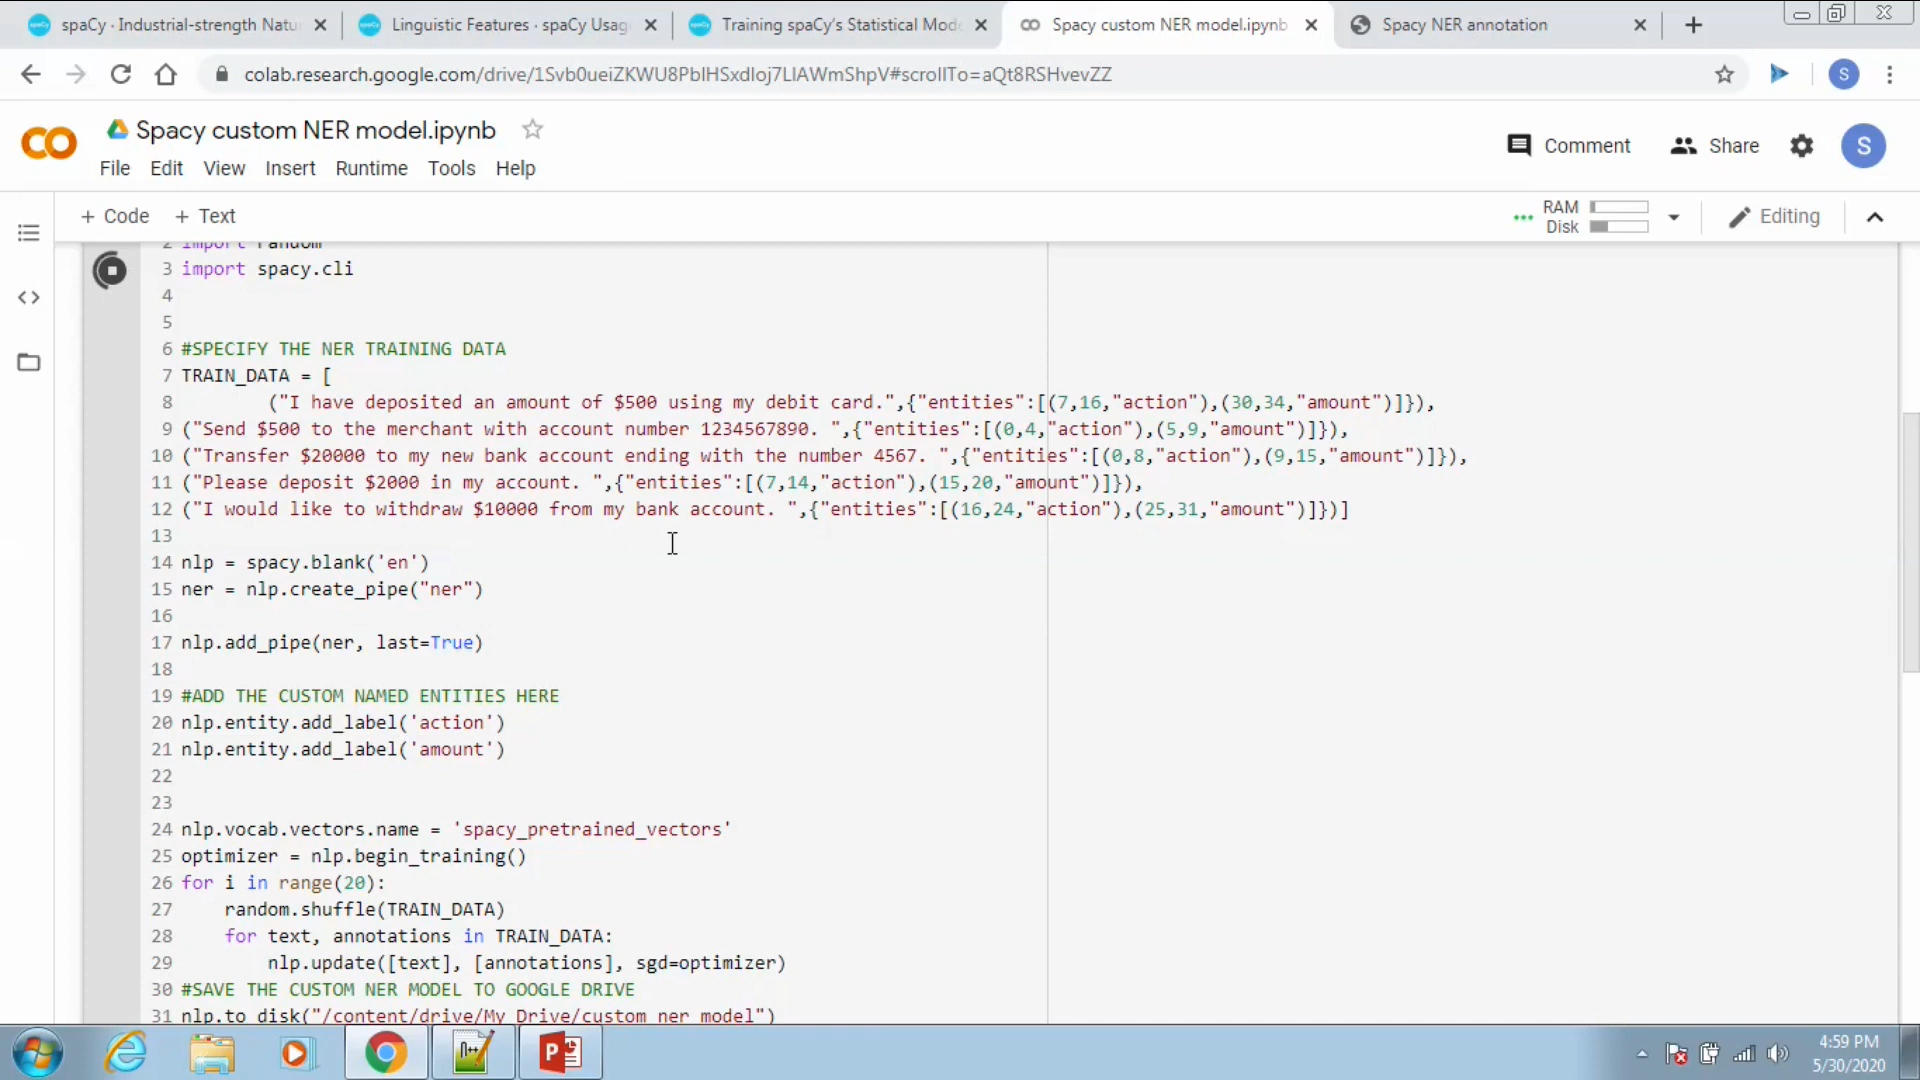 spaCy · Industrial-strength Natu
Linguistic Features · spaCy Usag
Training spaCy's Statistical Mode
Spacy custom NER model.ipynb
Spacy NER annotation
colab.research.google.com/drive/1Svb0ueiZKWU8PblHSxdIoj7LIAWmShpV#scrollTo=aQt8RSHvevZZ
S
CO
Spacy custom NER model.ipynb
Comment
Share
S
File Edit View Insert Runtime Tools Help
+ Code + Text
RAM
Disk
Editing
2 import random
3 import spacy.cli
4
5
6 #SPECIFY THE NER TRAINING DATA
7 TRAIN_DATA = [
8 ("I have deposited an amount of $500 using my debit card.",{"entities":[(7,16,"action"),(30,34,"amount")]}),
9 ("Send $500 to the merchant with account number 1234567890. ",{"entities":[(0,4,"action"),(5,9,"amount")]}),
10 ("Transfer $20000 to my new bank account ending with the number 4567. ",{"entities":[(0,8,"action"),(9,15,"amount")]}),
11 ("Please deposit $2000 in my account. ",{"entities":[(7,14,"action"),(15,20,"amount")]}),
12 ("I would like to withdraw $10000 from my bank account. ",{"entities":[(16,24,"action"),(25,31,"amount")]})]
13
14 nlp = spacy.blank('en')
15 ner = nlp.create_pipe("ner")
16
17 nlp.add_pipe(ner, last=True)
18
19 #ADD THE CUSTOM NAMED ENTITIES HERE
20 nlp.entity.add_label('action')
21 nlp.entity.add_label('amount')
22
23
24 nlp.vocab.vectors.name = 'spacy_pretrained_vectors'
25 optimizer = nlp.begin_training()
26 for i in range(20):
27 random.shuffle(TRAIN_DATA)
28 for text, annotations in TRAIN_DATA:
29 nlp.update([text], [annotations], sgd=optimizer)
30 #SAVE THE CUSTOM NER MODEL TO GOOGLE DRIVE
31 nlp.to_disk("/content/drive/My Drive/custom_ner_model")
4:59 PM
5/30/2020